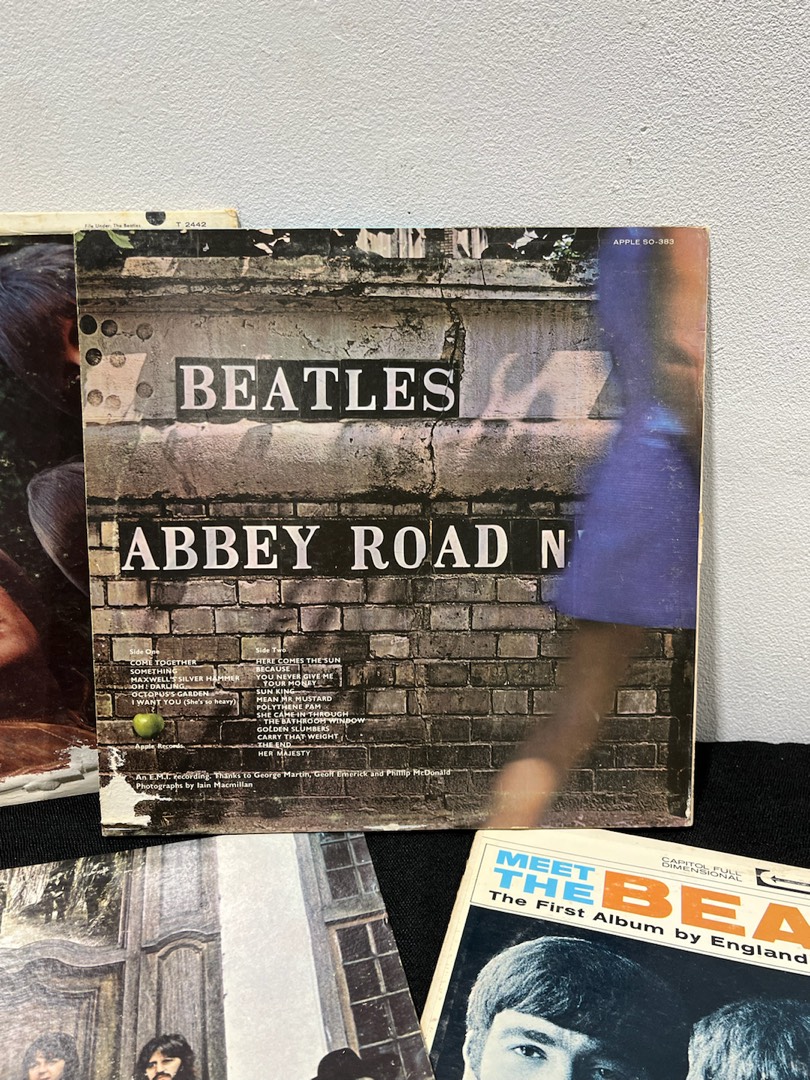 File Under: The Beatles
T 2442
APPLE SO-383
BEATLES
ABBEY ROAD N
Side One
COME TOGETHER
SOMETHING
MAXWELL'S SILVER HAMMER
OH! DARLING
OCTOPUS'S GARDEN
I WANT YOU (She's so heavy)
Apple Records
Side Two
HERE COMES THE SUN
BECAUSE
YOU NEVER GIVE ME
TOUR MONEY
SUN KING
MEAN MR MUSTARD
POLYTHENE PAM
SHE CAME IN THROUGH
THE BATHROOM WINDOW
GOLDEN SLUMBERS
CARRY THAT WEIGHT
THE END
HER MAJESTY
An E.M.I. recording. Thanks to George Martin, Geoff Emerick and Phillip McDonald
Photographs by Iain Macmillan
MEET
THE BEA
CAPITOL FULL
DIMENSIONAL
The First Album by England